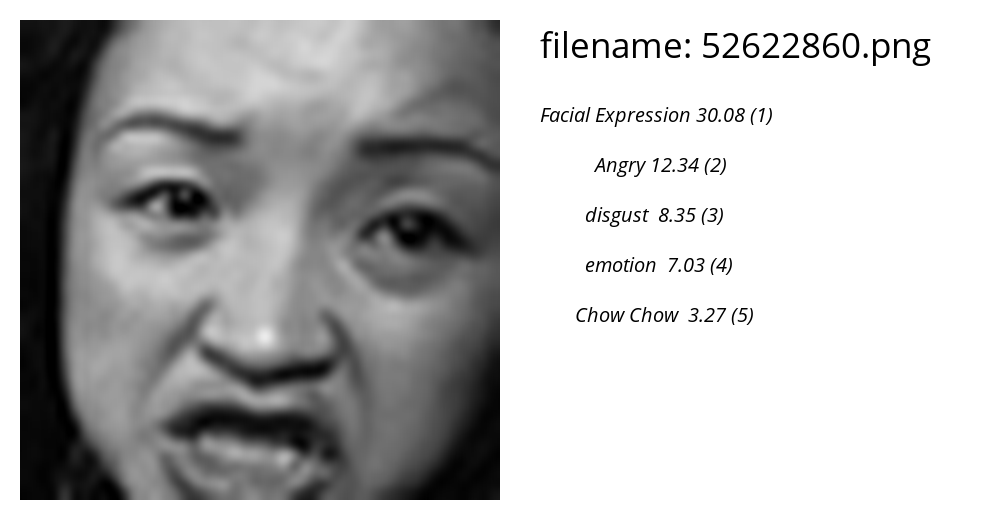 filename: 52622860.png
Facial Expression 30.08 (1)
Angry 12.34 (2)
disgust 8.35 (3)
emotion 7.03 (4)
Chow Chow 3.27 (5)